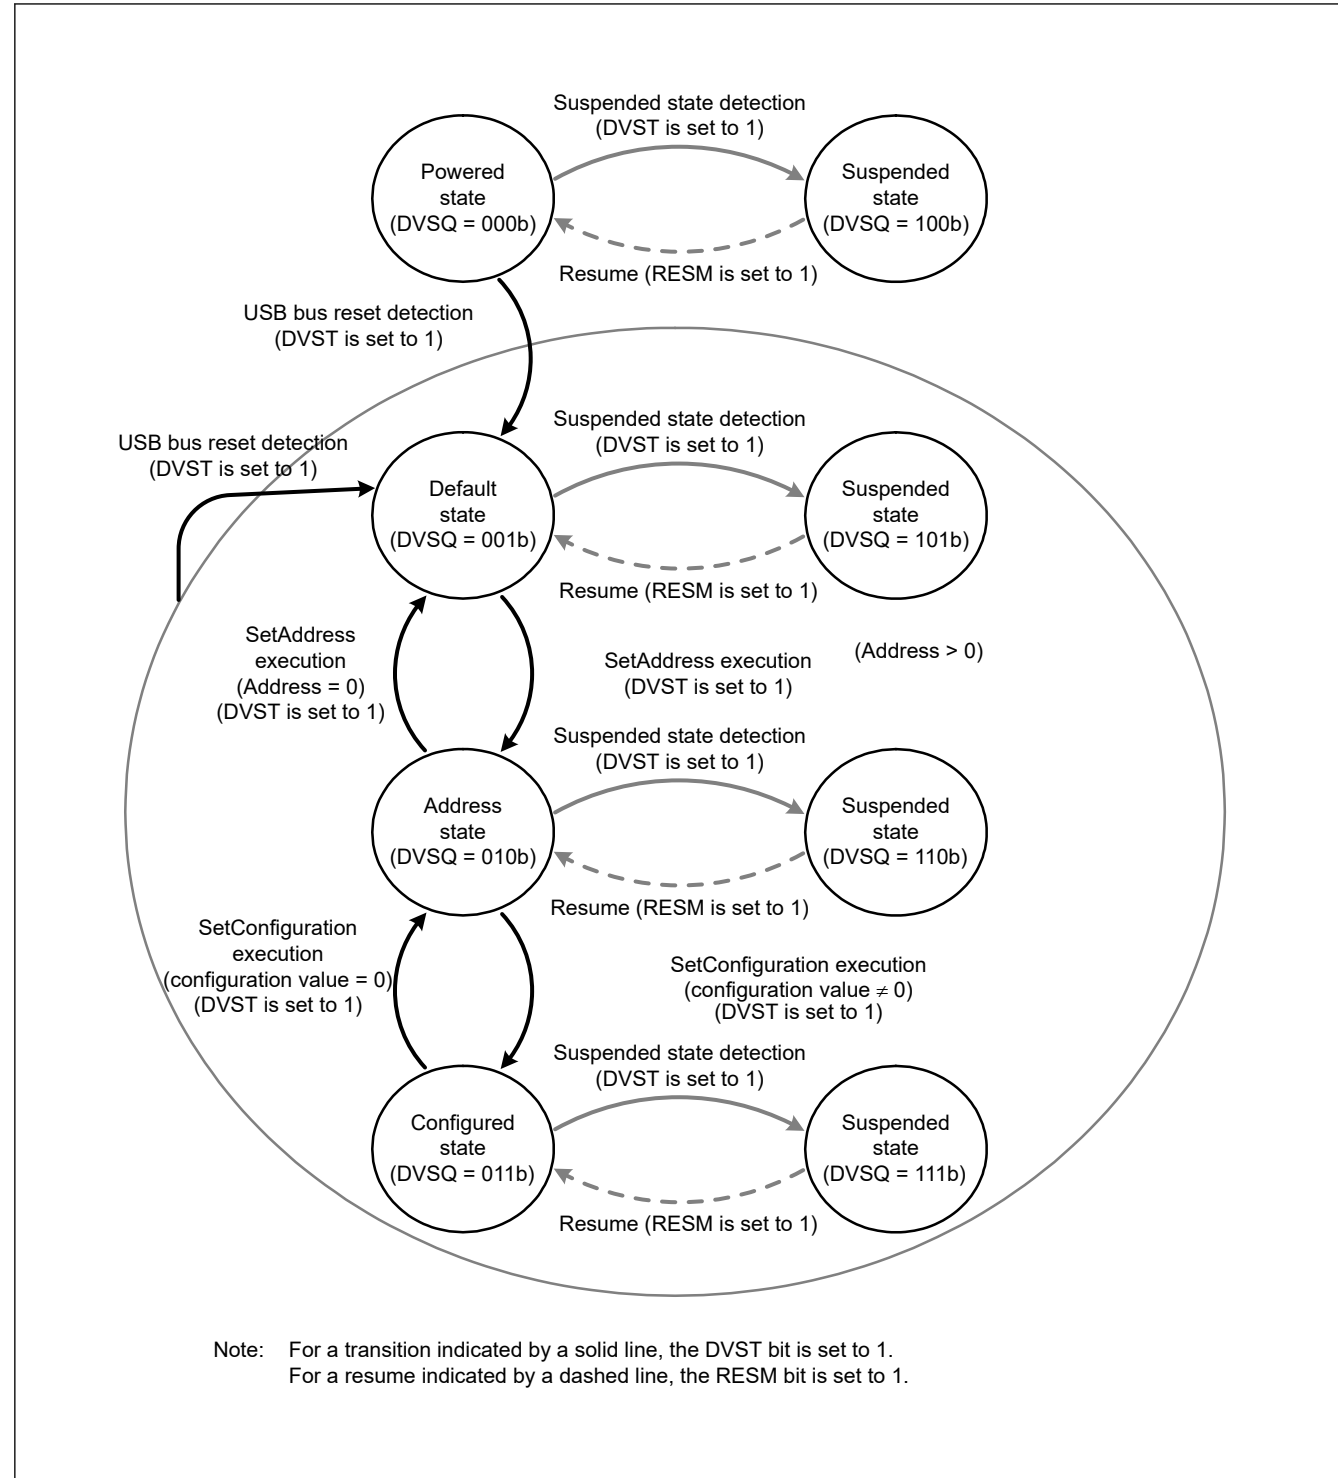 Suspended state detection
(DVST is set to 1)
Powered
state
(DVSQ = 000b)
Suspended
state
(DVSQ = 100b)
Resume (RESM is set to 1)
USB bus reset detection
(DVST is set to 1)
USB bus reset detection
(DVST is set to 1)
Suspended state detection
(DVST is set to 1)
Default
state
(DVSQ = 001b)
Suspended
state
(DVSQ = 101b)
Resume (RESM is set to 1)
SetAddress
execution
(Address = 0)
(DVST is set to 1)
SetAddress execution
(DVST is set to 1)
(Address > 0)
Suspended state detection
(DVST is set to 1)
Address
state
(DVSQ = 010b)
Suspended
state
(DVSQ = 110b)
Resume (RESM is set to 1)
SetConfiguration
execution
(configuration value = 0)
(DVST is set to 1)
SetConfiguration execution
(configuration value ≠ 0)
(DVST is set to 1)
Suspended state detection
(DVST is set to 1)
Configured
state
(DVSQ = 011b)
Suspended
state
(DVSQ = 111b)
Resume (RESM is set to 1)
Note: For a transition indicated by a solid line, the DVST bit is set to 1.
For a resume indicated by a dashed line, the RESM bit is set to 1.